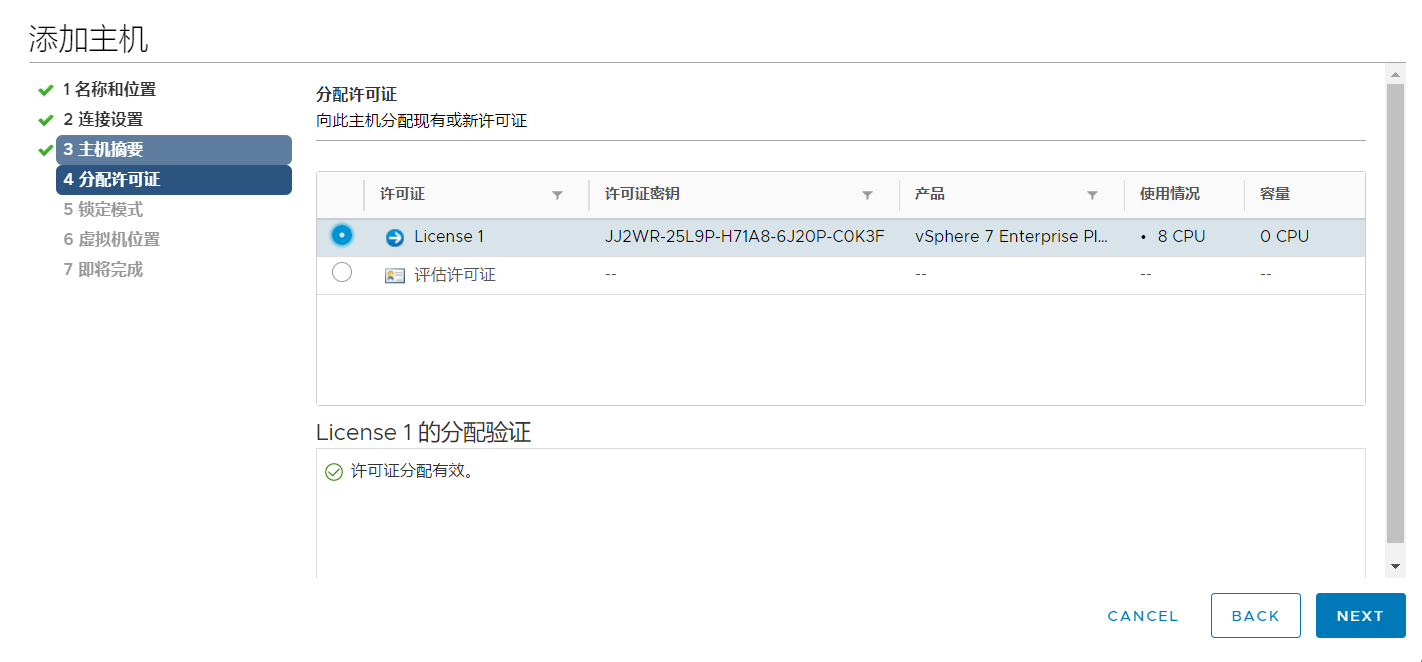 添加主机
1 名称和位置
2 连接设置
3 主机摘要
4 分配许可证
5 锁定模式
6 虚拟机位置
7 即将完成
分配许可证
向此主机分配现有或新许可证
许可证 许可证密钥 产品 使用情况 容量
License 1 JJ2WR-25L9P-H71A8-6J20P-C0K3F vSphere 7 Enterprise Pl... • 8 CPU 0 CPU
评估许可证 -- -- -- --
License 1 的分配验证
许可证分配有效。
CANCEL BACK NEXT